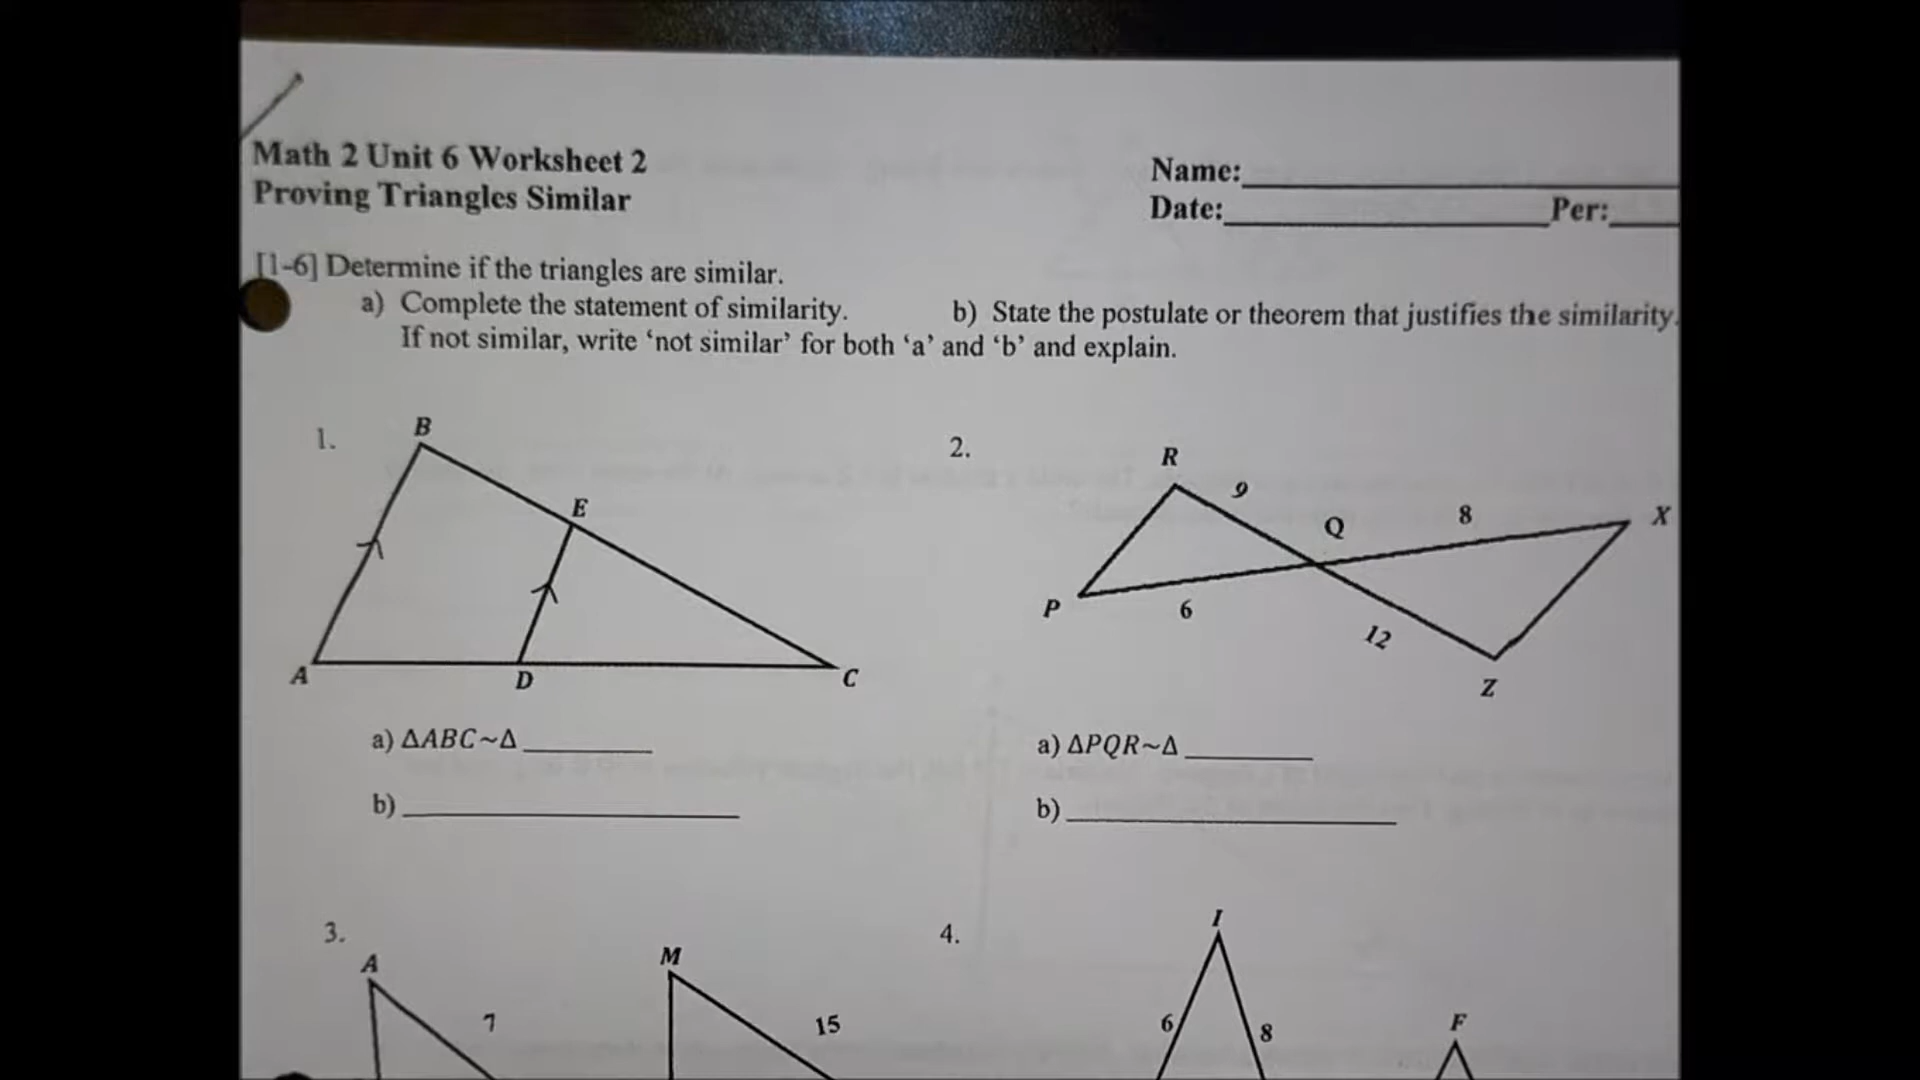 Math 2 Unit 6 Worksheet 2
Proving Triangles Similar
Name:
Date: Per:
[1-6] Determine if the triangles are similar.
a) Complete the statement of similarity. b) State the postulate or theorem that justifies the similarity.
If not similar, write ‘not similar’ for both ‘a’ and ‘b’ and explain.
1.
B
E
A
D
C
a) ΔABC~Δ
b)
2.
R
9
Q
8
X
P
6
12
Z
a) ΔPQR~Δ
b)
3.
A
7
M
15
4.
I
6
8
F